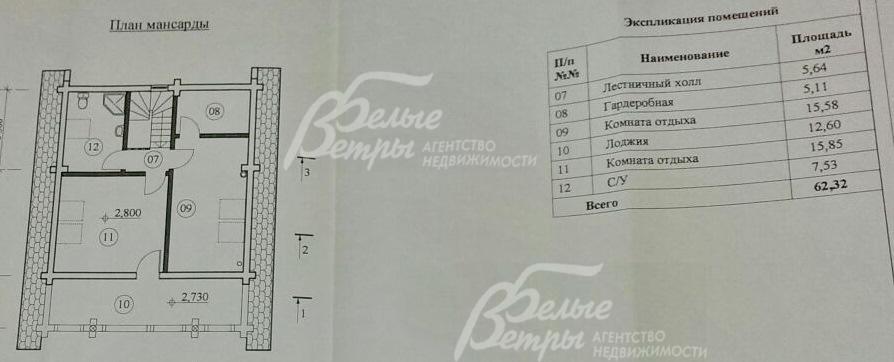 План мансарды
08
12
07
3
2,800
09
11
2
10
2,730
1
Экспликация помещений
П/п №№ Наименование Площадь м2
07 Лестничный холл 5,64
08 Гардеробная 5,11
09 Комната отдыха 15,58
10 Лоджия 12,60
11 Комната отдыха 15,85
12 С/У 7,53
Всего 62,32
Белые
Ветры АГЕНТСТВО
НЕДВИЖИМОСТИ
Белые
Ветры АГЕНТСТВО
НЕДВИЖИМОСТИ